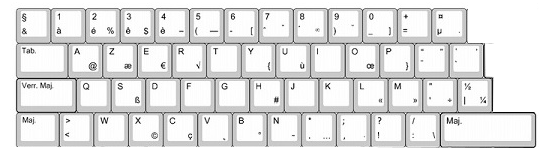 § 1 2 3 4 5 6 7 8 9 0 + ¤
& à é % è $ ê – ( — - [ ∞ ) _ ] = µ
Tab. A Z E R T Y U I O P
@ æ € √ { ù œ }
Verr. Maj. Q S D F G H J K L M " ½
ß # « » ' ÷ | ¼
Maj. > W X C V B N * ; ? / Maj.
< © ç ° - . … , ! : \